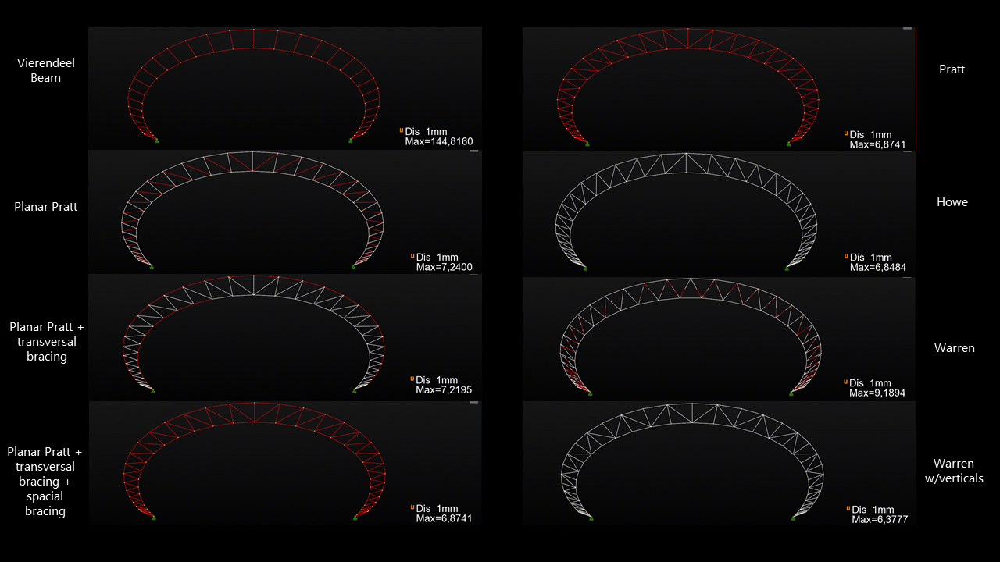 Vierendeel
Beam
U Dis 1mm
Max=144,8160
Planar Pratt
U Dis 1mm
Max=7,2400
Planar Pratt +
transversal
bracing
U Dis 1mm
Max=7,2195
Planar Pratt +
transversal
bracing +
spacial
bracing
U Dis 1mm
Max=6,8741
Pratt
U Dis 1mm
Max=6,8741
Howe
U Dis 1mm
Max=6,8484
Warren
U Dis 1mm
Max=9,1894
Warren
w/verticals
U Dis 1mm
Max=6,3777